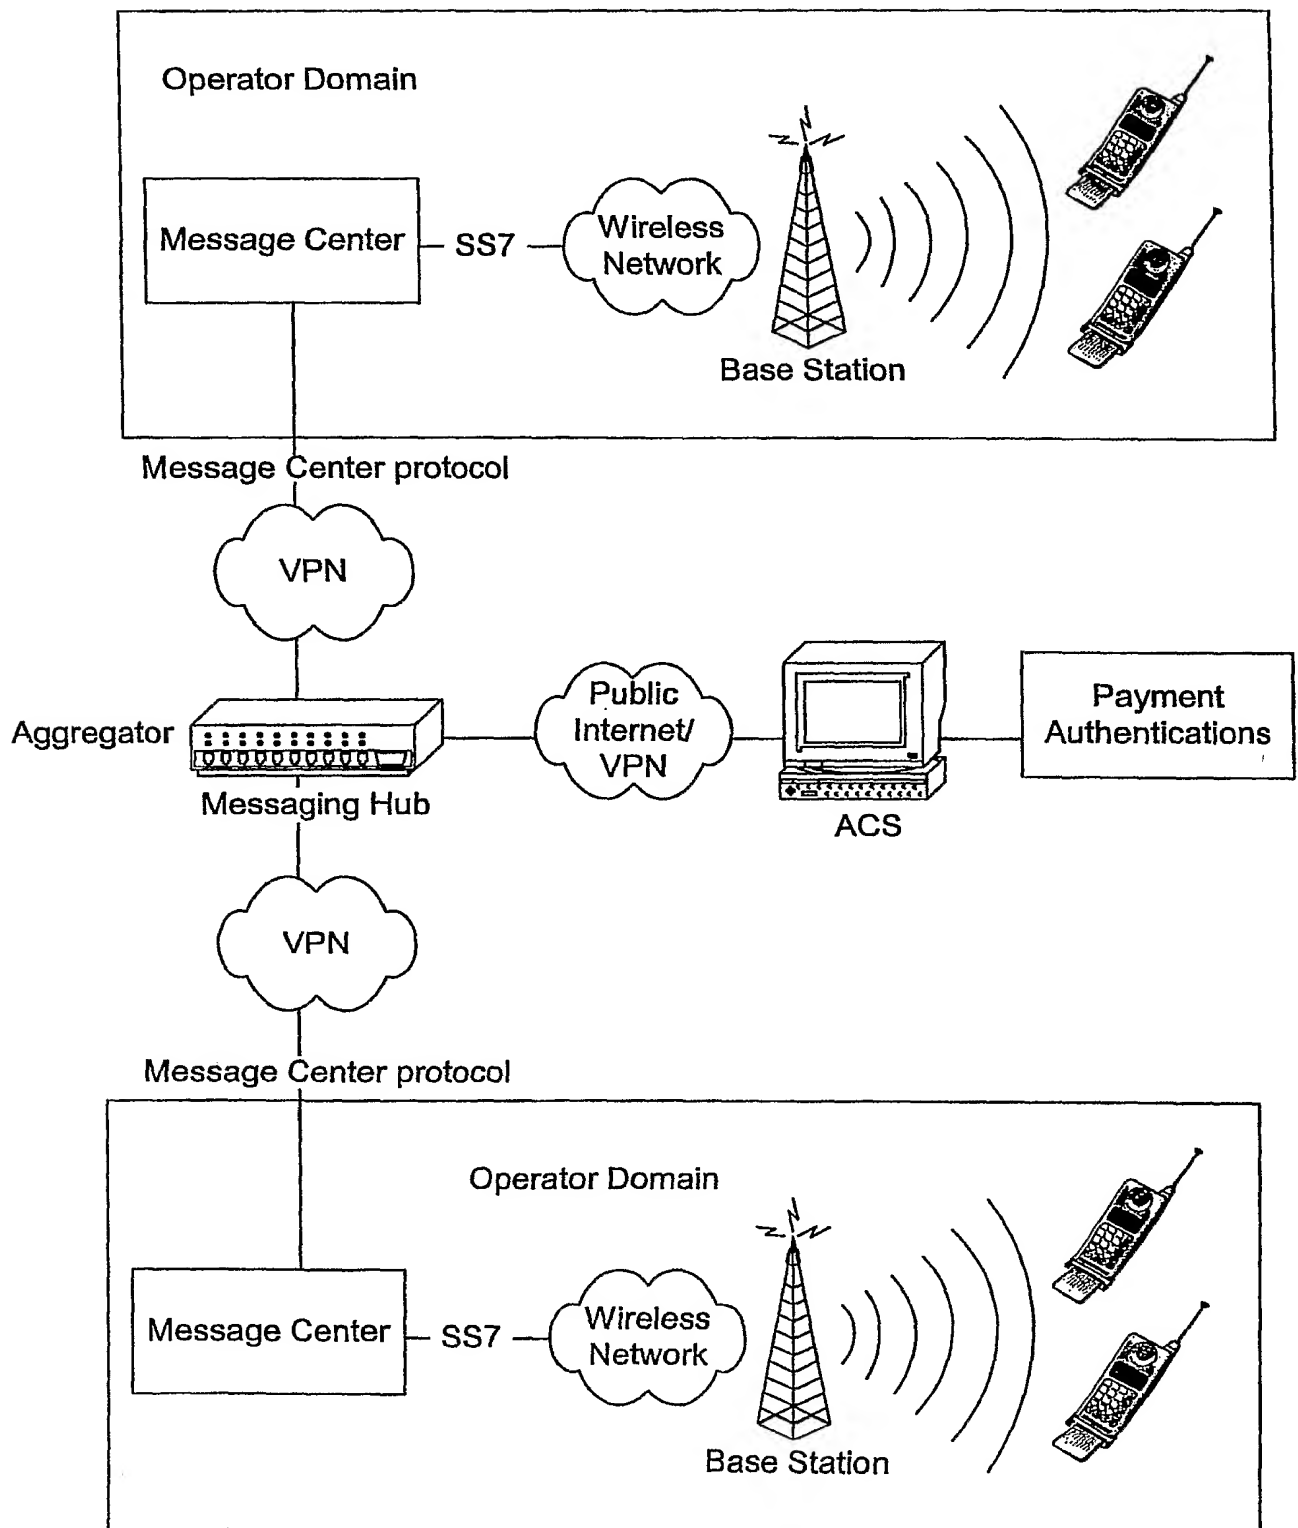 Operator Domain
Message Center
SS7
Wireless
Network
Base Station
Message Center protocol
VPN
Aggregator
Messaging Hub
Public
Internet/
VPN
ACS
Payment
Authentications
VPN
Message Center protocol
Operator Domain
Message Center
SS7
Wireless
Network
Base Station